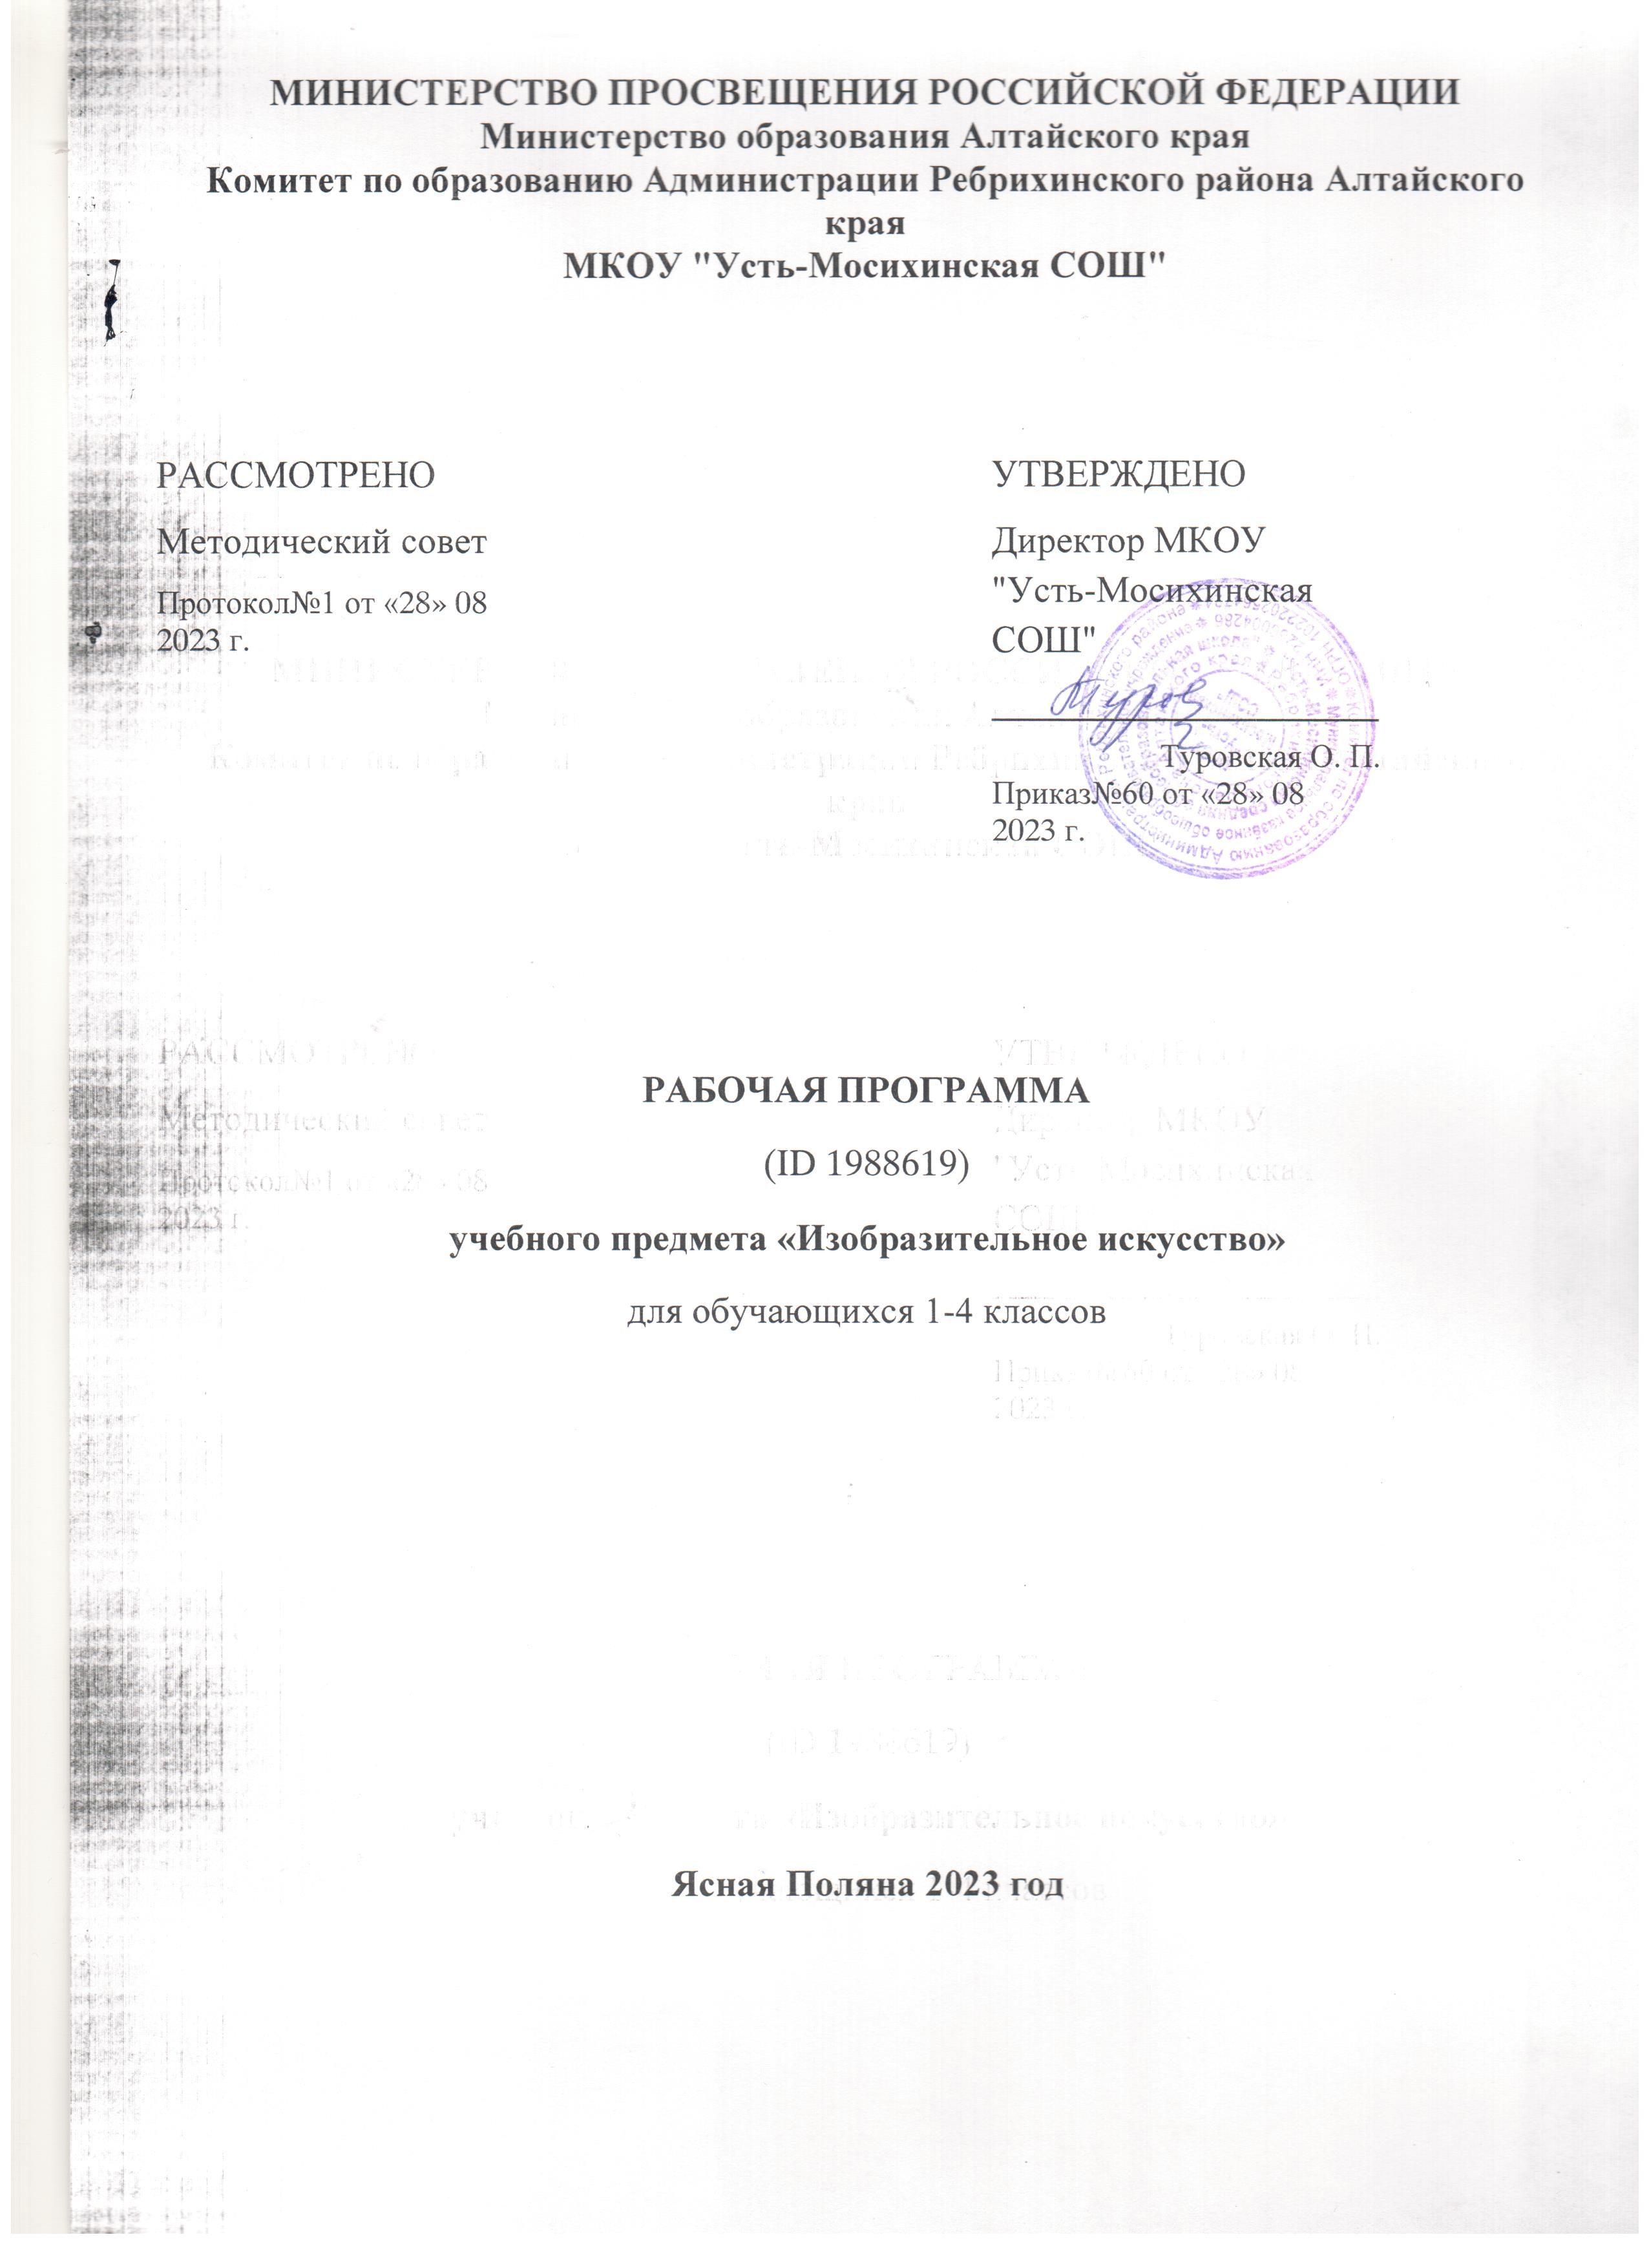 МИНИСТЕРСТВО ПРОСВЕЩЕНИЯ РОССИЙСКОЙ ФЕДЕРАЦИИ
Министерство образования Алтайского края
Комитет по образованию Администрации Ребрихинского района Алтайского
края
МКОУ "Усть-Мосихинская СОШ"
РАССМОТРЕНО
Методический совет
Протокол№1 от «28» 08
2023 г.
УТВЕРЖДЕНО
Директор МКОУ
"Усть-Мосихинская
СОШ"
Туровская О. П.
Приказ№60 от «28» 08
2023 г.
РАБОЧАЯ ПРОГРАММА
(ID 1988619)
учебного предмета «Изобразительное искусство»
для обучающихся 1-4 классов
Ясная Поляна 2023 год